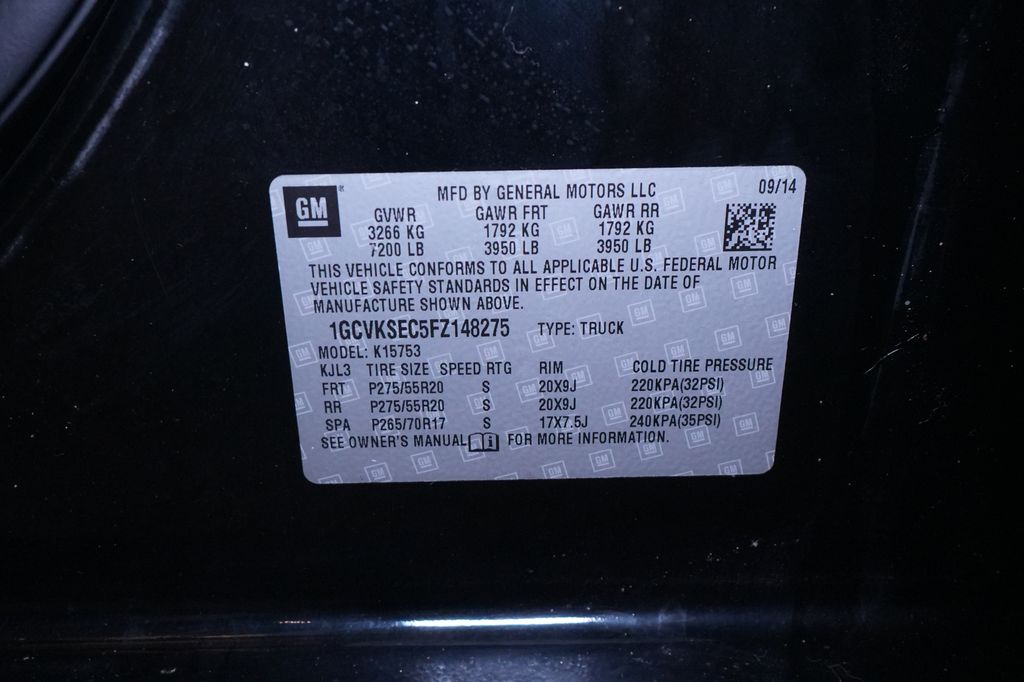 GM
MFD BY GENERAL MOTORS LLC 09/14
GVWR GAWR FRT GAWR RR
3266 KG 1792 KG 1792 KG
7200 LB 3950 LB 3950 LB
THIS VEHICLE CONFORMS TO ALL APPLICABLE U.S. FEDERAL MOTOR
VEHICLE SAFETY STANDARDS IN EFFECT ON THE DATE OF
MANUFACTURE SHOWN ABOVE.
1GCVKSEC5FZ148275 TYPE: TRUCK
MODEL: K15753
KJL3 TIRE SIZE SPEED RTG RIM COLD TIRE PRESSURE
FRT P275/55R20 S 20X9J 220KPA(32PSI)
RR P275/55R20 S 20X9J 220KPA(32PSI)
SPA P265/70R17 S 17X7.5J 240KPA(35PSI)
SEE OWNER'S MANUAL FOR MORE INFORMATION.